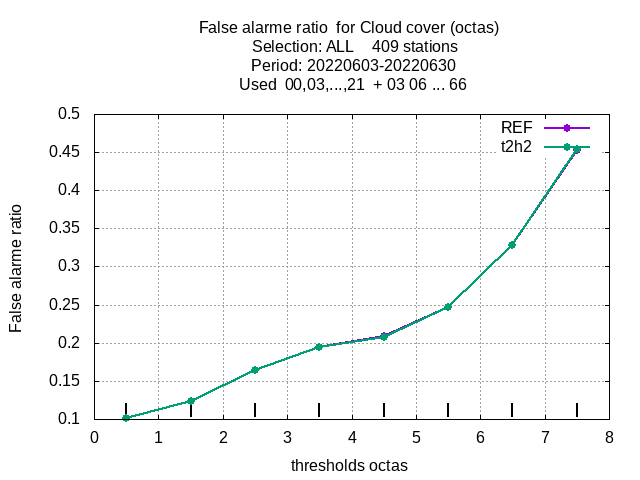 False alarme ratio  for Cloud cover (octas)
Selection: ALL    409 stations
Period: 20220603-20220630
Used  00,03,...,21  + 03 06 ... 66
REF
t2h2
0.5
0.45
0.4
0.35
0.3
0.25
0.2
0.15
0.1
False alarme ratio
0 1 2 3 4 5 6 7 8
thresholds octas